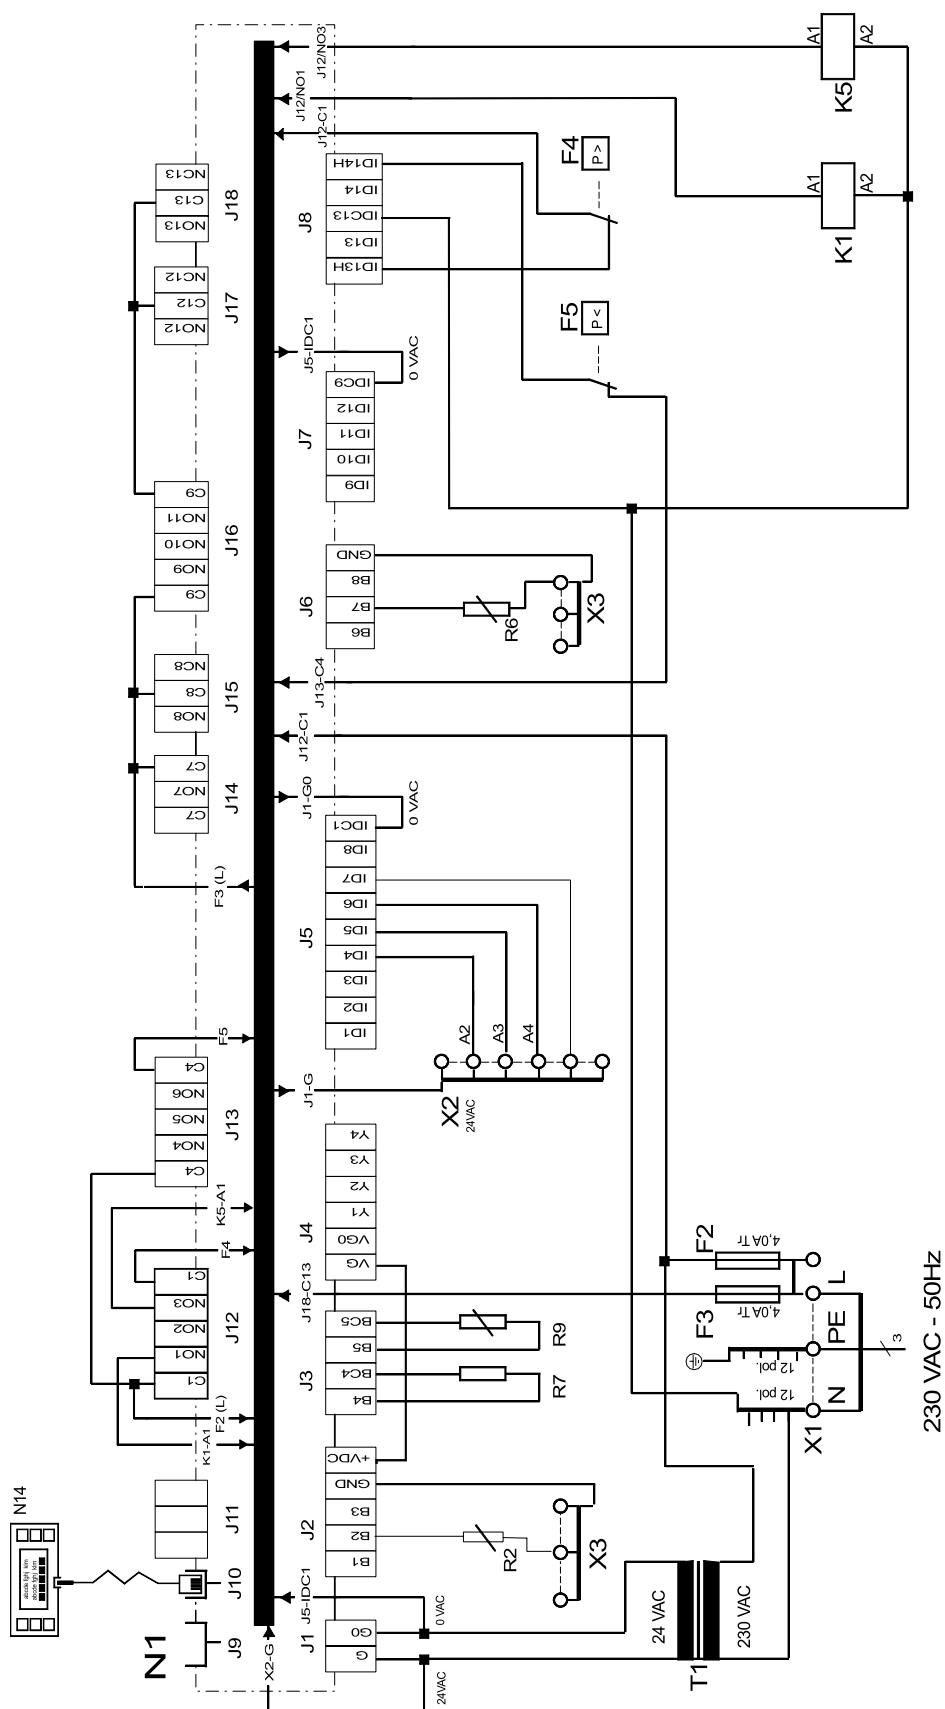 N1
J9
J10
N14
abcde fghj klm
abcde fghj klm
J11
J12
C1
NO1
NO2
NO3
C1
K1-A1
F2 (L)
F4
K5-A1
J13
C4
NO4
NO5
NO6
C4
F5
F3 (L)
J14
C7
NO7
C7
J15
NO8
C8
NC8
J16
C9
NO9
NO10
NO11
C9
J17
NO12
C12
NC12
J18
NO13
C13
NC13
X2-G
J1
G
G0
24VAC
0 VAC
J5-IDC1
J2
B1
B2
B3
GND
+VDC
R2
X3
J3
B4
BC4
B5
BC5
R7
R9
J18-C13
J4
VG
VG0
Y1
Y2
Y3
Y4
J1-G
X2
24VAC
A2
A3
A4
J5
ID1
ID2
ID3
ID4
ID5
ID6
ID7
ID8
IDC1
J1-G0
0 VAC
J12-C1
J13-C4
J6
B6
B7
B8
GND
R6
X3
J7
ID9
ID10
ID11
ID12
IDC9
0 VAC
J5-IDC1
J8
ID13H
ID13
IDC13
ID14
ID14H
J12-C1
J12/NO1
J12/NO3
F5
P <
F4
P >
K1
A1
A2
K5
A1
A2
T1
24 VAC
230 VAC
X1
N
PE
L
12 pol.
12 pol.
F3
4,0A Tr
F2
4,0A Tr
3
230 VAC - 50Hz